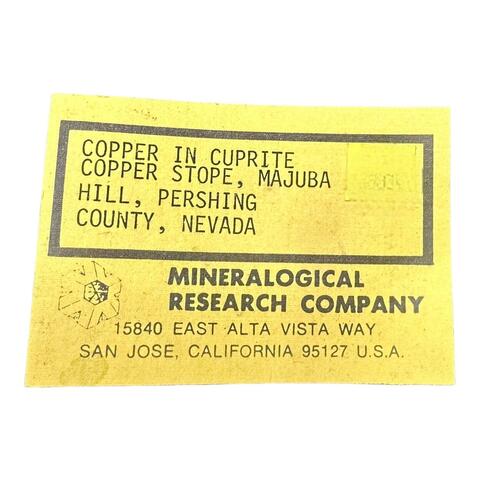 COPPER IN CUPRITE
COPPER STOPE, MAJUBA
HILL, PERSHING
COUNTY, NEVADA
MINERALOGICAL
RESEARCH COMPANY
15840 EAST ALTA VISTA WAY
SAN JOSE, CALIFORNIA 95127 U.S.A.